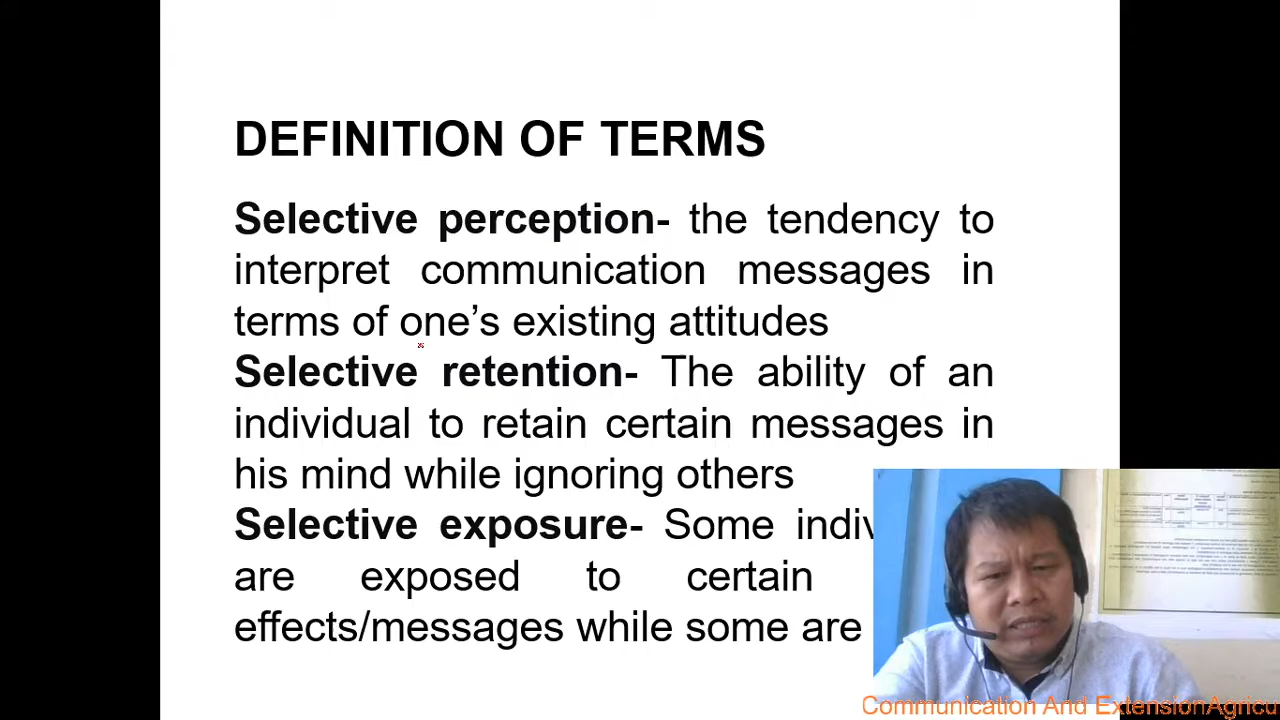 DEFINITION OF TERMS
Selective perception- the tendency to
interpret communication messages in
terms of one’s existing attitudes
Selective retention- The ability of an
individual to retain certain messages in
his mind while ignoring others
Selective exposure- Some
are exposed to certain
effects/messages while some are
Communication And Extension